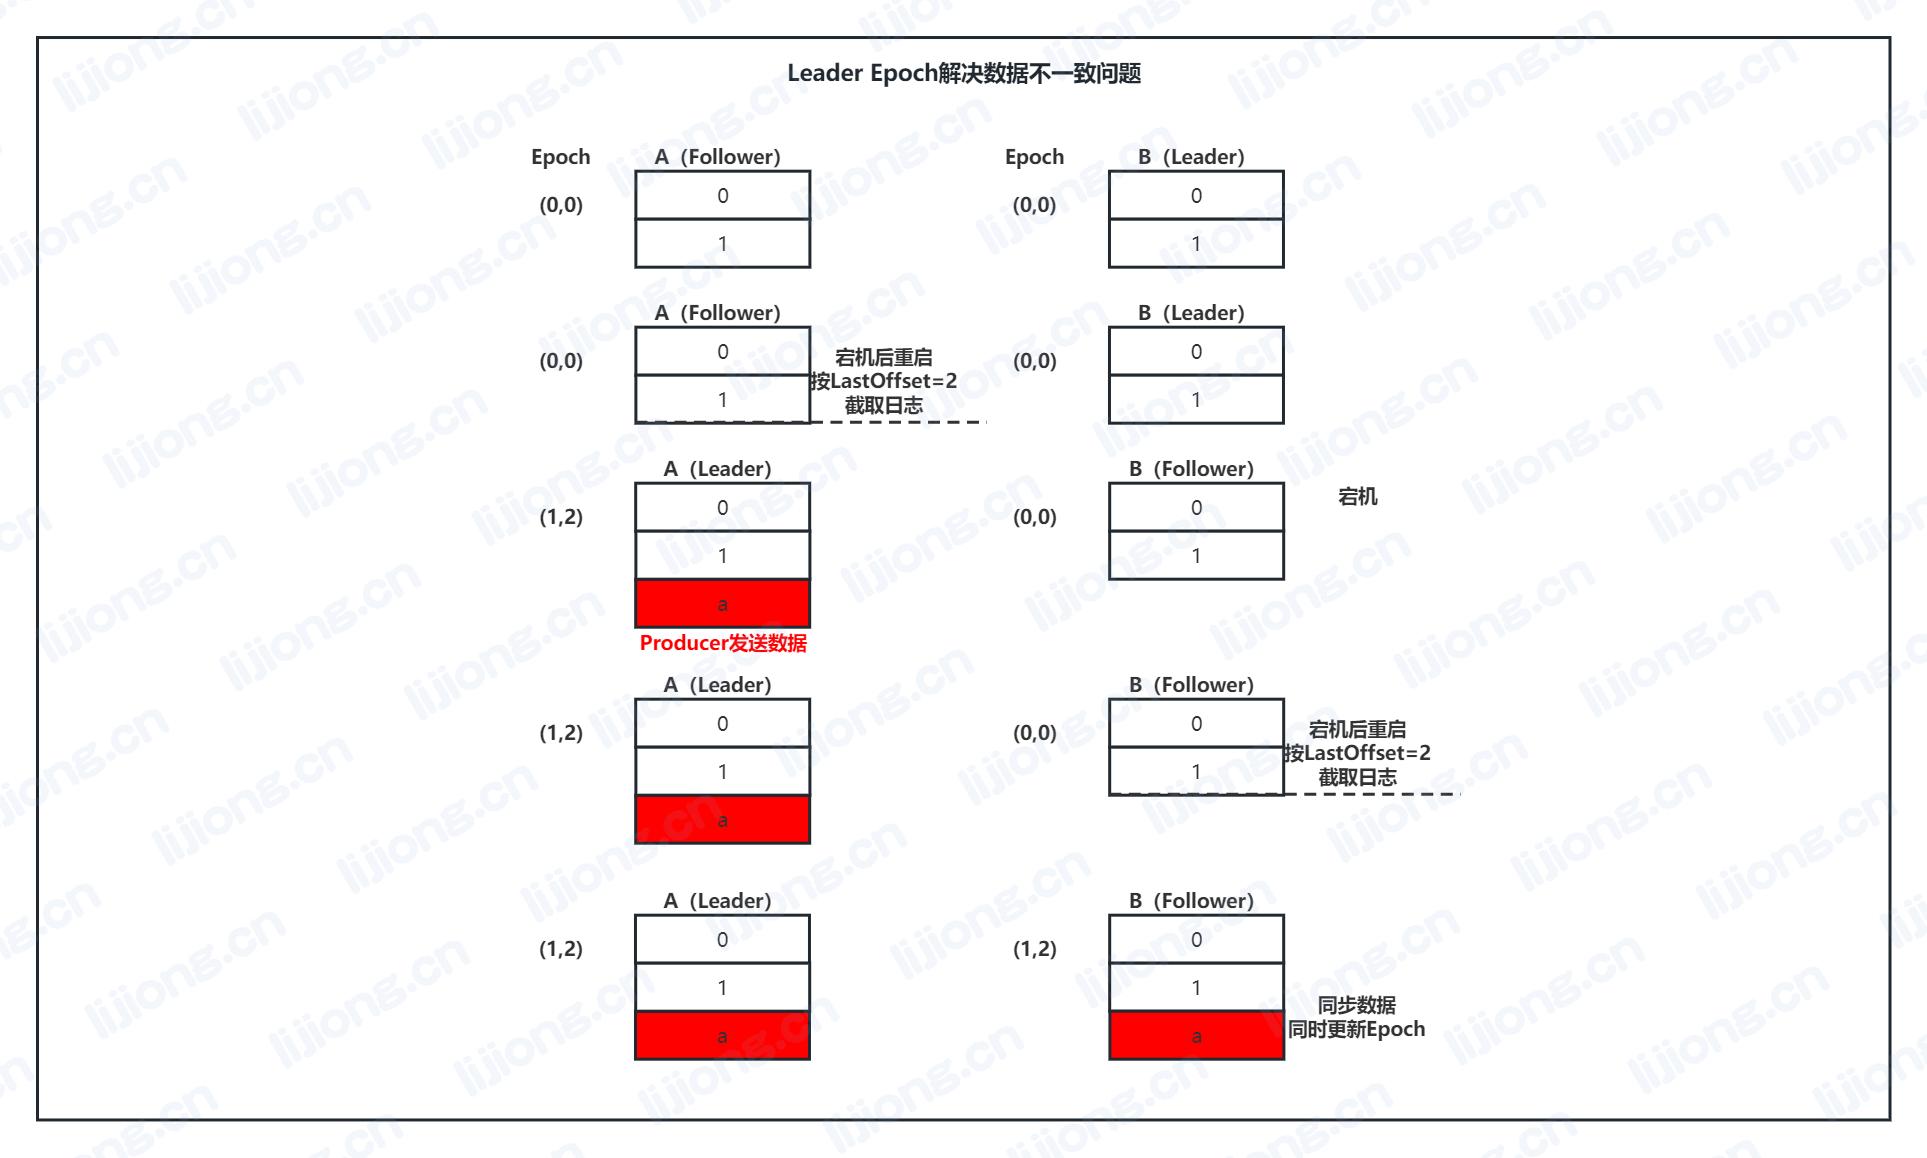 Leader Epoch解决数据不一致问题
Epoch
A（Follower）
Epoch
B（Leader）
(0,0)
0
(0,0)
0
1
1
A（Follower）
B（Leader）
(0,0)
0
宕机后重启
(0,0)
0
按LastOffset=2
1
截取日志
1
A（Leader）
B（Follower）
(1,2)
0
(0,0)
0
宕机
1
1
a
Producer发送数据
A（Leader）
B（Follower）
(1,2)
0
(0,0)
0
宕机后重启
按LastOffset=2
1
1
截取日志
a
A（Leader）
B（Follower）
(1,2)
0
(1,2)
0
1
1
同步数据
a
a
同时更新Epoch
lijiong.cn